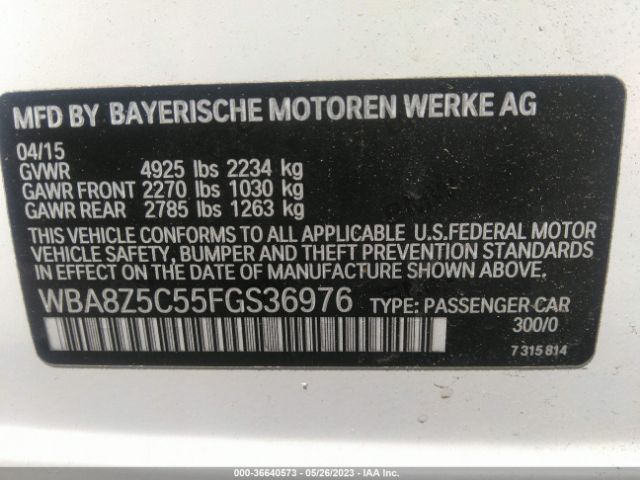 MFD BY BAYERISCHE MOTOREN WERKE AG
04/15
GVWR 4925 lbs 2234 kg
GAWR FRONT 2270 lbs 1030 kg
GAWR REAR 2785 lbs 1263 kg
THIS VEHICLE CONFORMS TO ALL APPLICABLE U.S.FEDERAL MOTOR
VEHICLE SAFETY, BUMPER AND THEFT PREVENTION STANDARDS
IN EFFECT ON THE DATE OF MANUFACTURE SHOWN ABOVE.
WBA8Z5C55FGS36976 TYPE: PASSENGER CAR
300/0
7 315 814
000-36640573 - 05/26/2023 - IAA Inc.